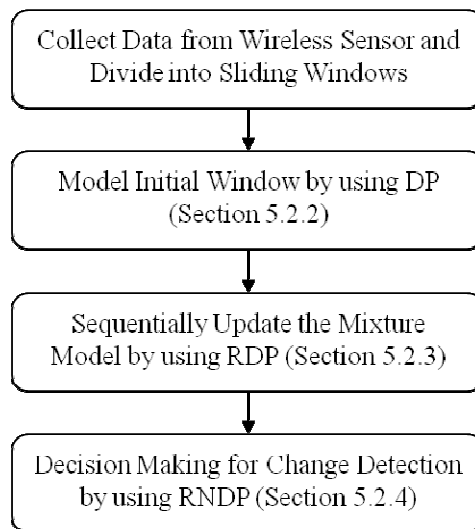 Collect Data from Wireless Sensor and
Divide into Sliding Windows
Model Initial Window by using DP
(Section 5.2.2)
Sequentially Update the Mixture
Model by using RDP (Section 5.2.3)
Decision Making for Change Detection
by using RNDP (Section 5.2.4)